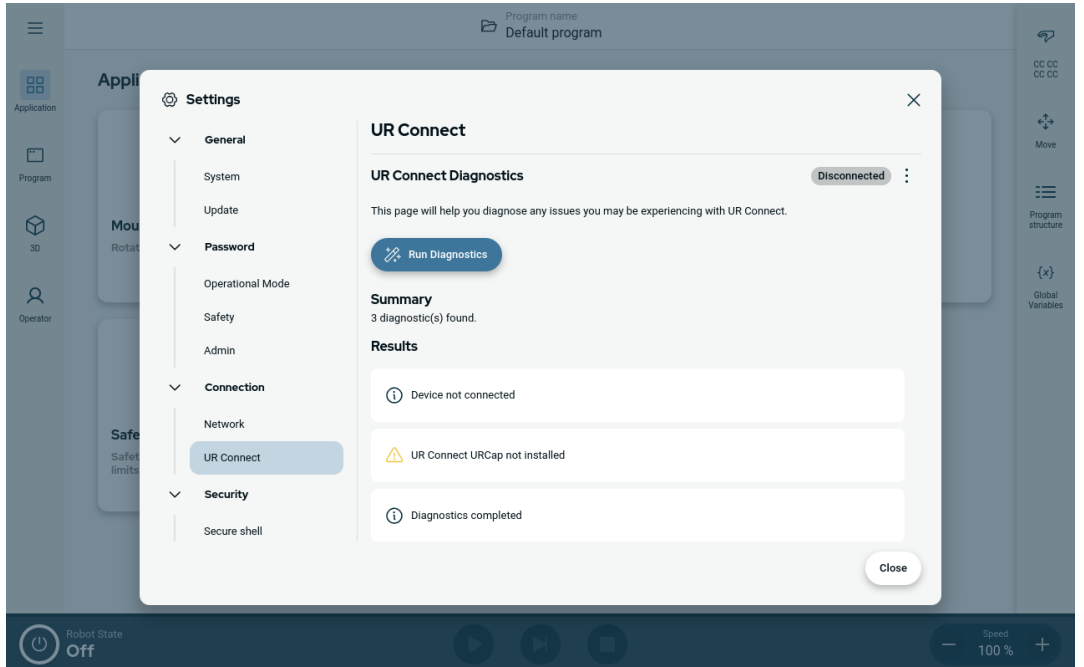 Program name
Default program
Application
Program
3D
Operator
Appli
Mou
Rotat
Safe
Safet
limits
Settings
General
System
Update
Password
Operational Mode
Safety
Admin
Connection
Network
UR Connect
Security
Secure shell
UR Connect
UR Connect Diagnostics
Disconnected
This page will help you diagnose any issues you may be experiencing with UR Connect.
Run Diagnostics
Summary
3 diagnostic(s) found.
Results
Device not connected
UR Connect URCap not installed
Diagnostics completed
Close
CC CC
CC CC
Move
Program
structure
{x}
Global
Variables
Robot State
Off
Speed
100 %